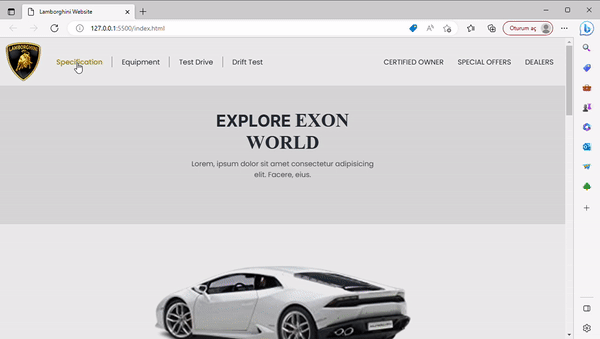 Lamborghini Website
127.0.0.1:5500/index.html
Oturum aç
LAMBORGHINI
Specification
Equipment
Test Drive
Drift Test
CERTIFIED OWNER
SPECIAL OFFERS
DEALERS
EXPLORE EXON
WORLD
Lorem, ipsum dolor sit amet consectetur adipisicing
elit. Facere, eius.